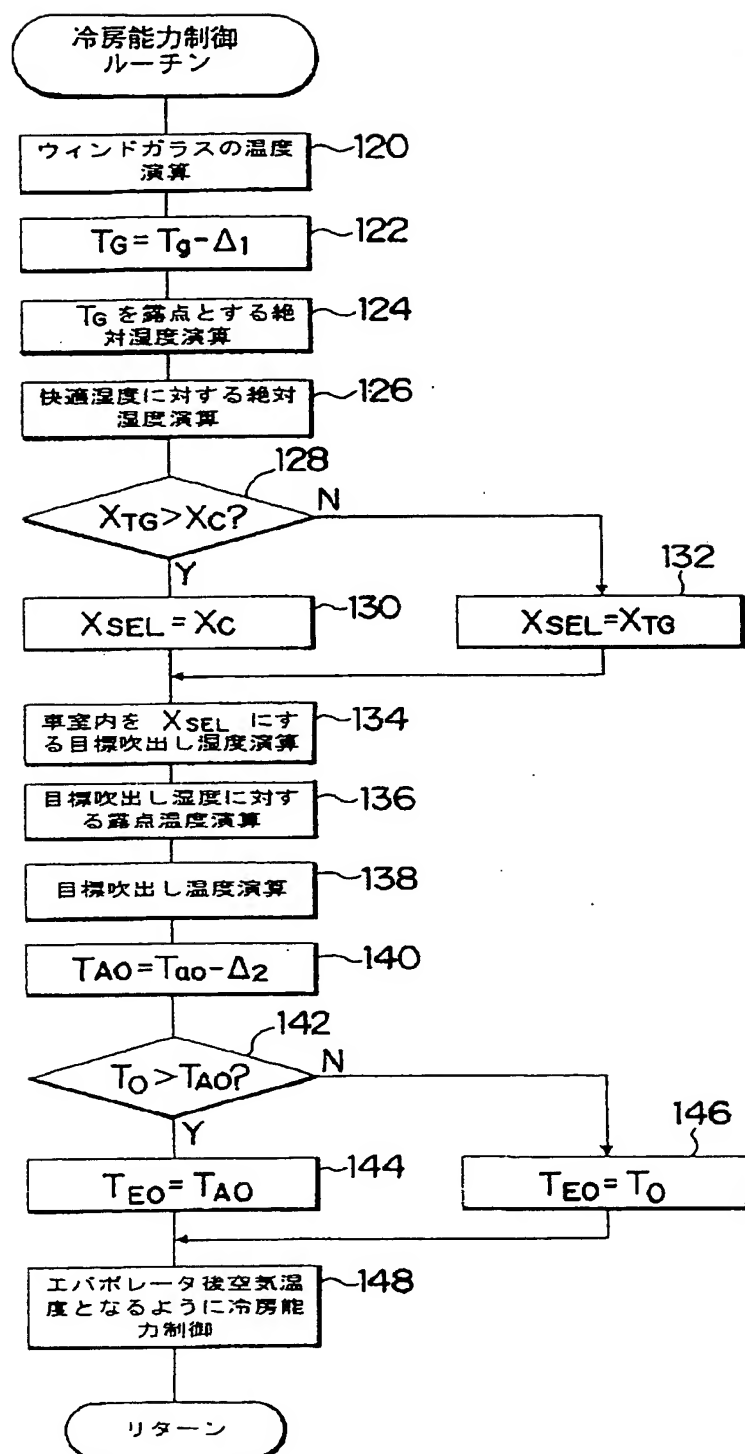 冷房能力制御
ルーチン
ウィンドガラスの温度
演算
120
TG=Tg-Δ1
122
TGを露点とする絶
対湿度演算
124
快適湿度に対する絶対
湿度演算
126
128
XTG>XC?
N
Y
XSEL=XC
130
132
XSEL=XTG
車室内を XSEL にす
る目標吹出し湿度演算
134
目標吹出し湿度に対す
る露点温度演算
136
目標吹出し温度演算
138
TAO=Tao-Δ2
140
142
TO>TAO?
N
Y
TEO=TAO
144
146
TEO=TO
エバポレータ後空気温
度となるように冷房能
力制御
148
リターン